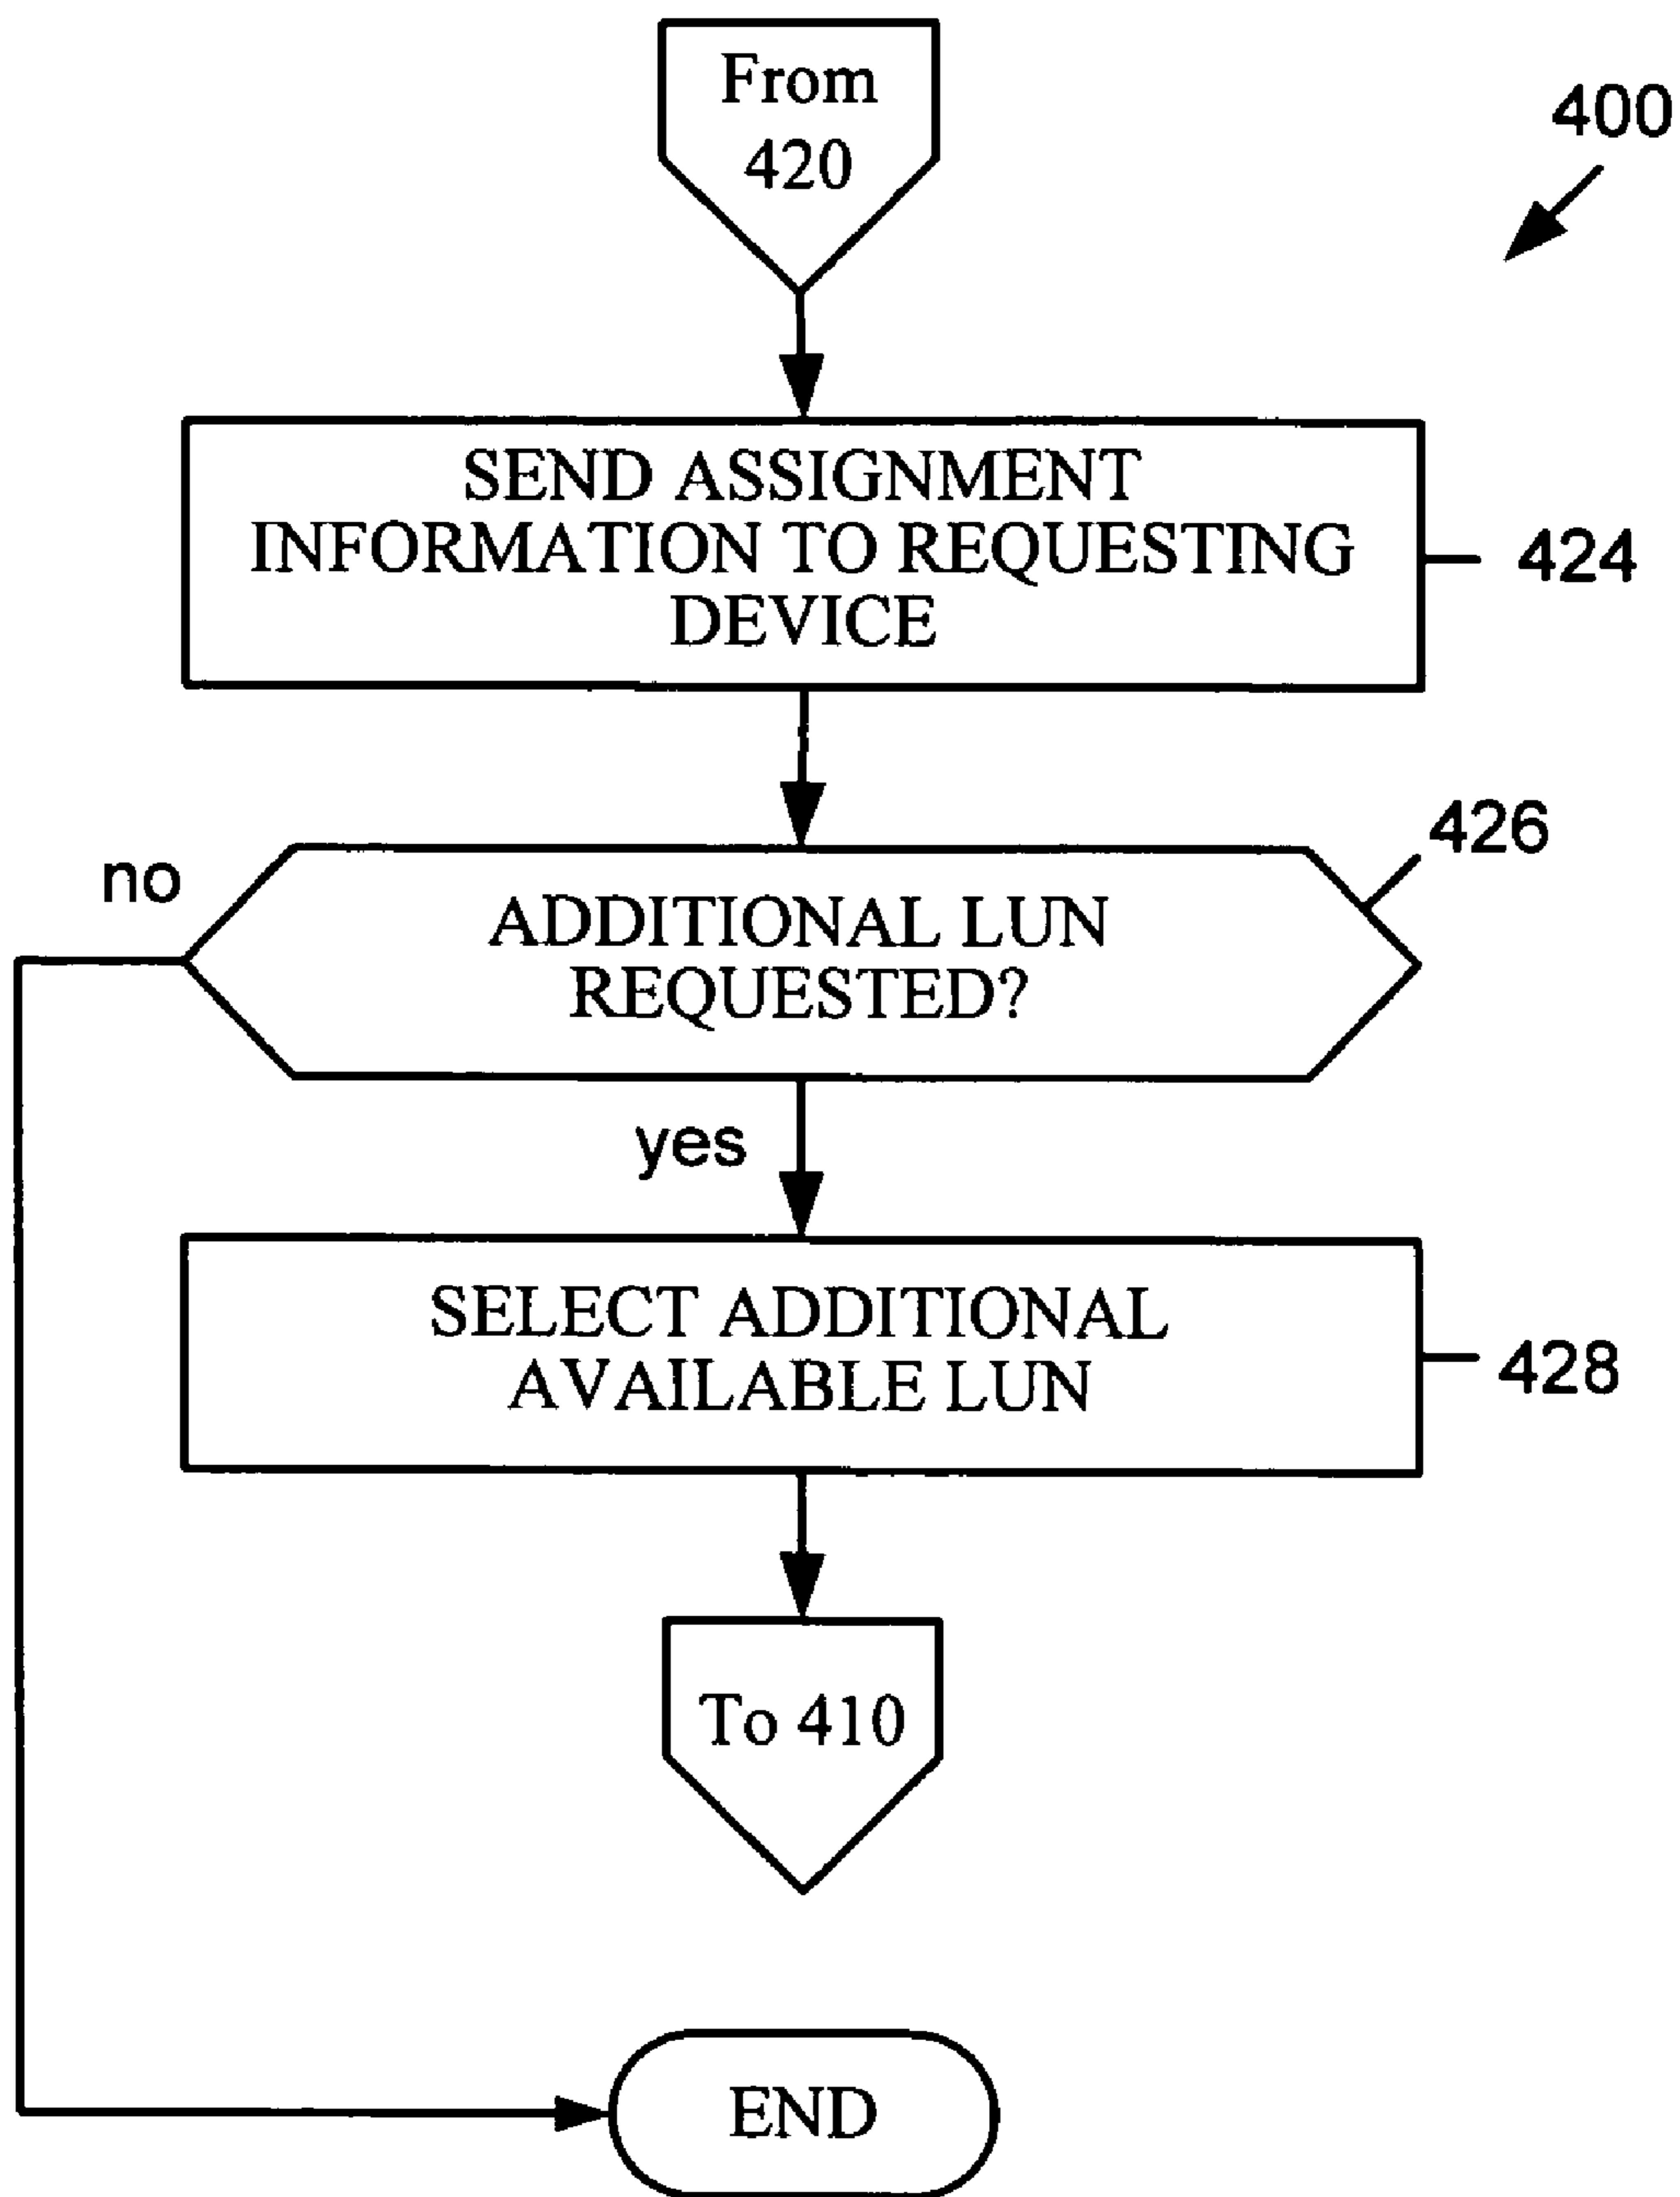 From
420
400
SEND ASSIGNMENT
INFORMATION TO REQUESTING
DEVICE
424
426
no
ADDITIONAL LUN
REQUESTED?
yes
SELECT ADDITIONAL
AVAILABLE LUN
428
To 410
END